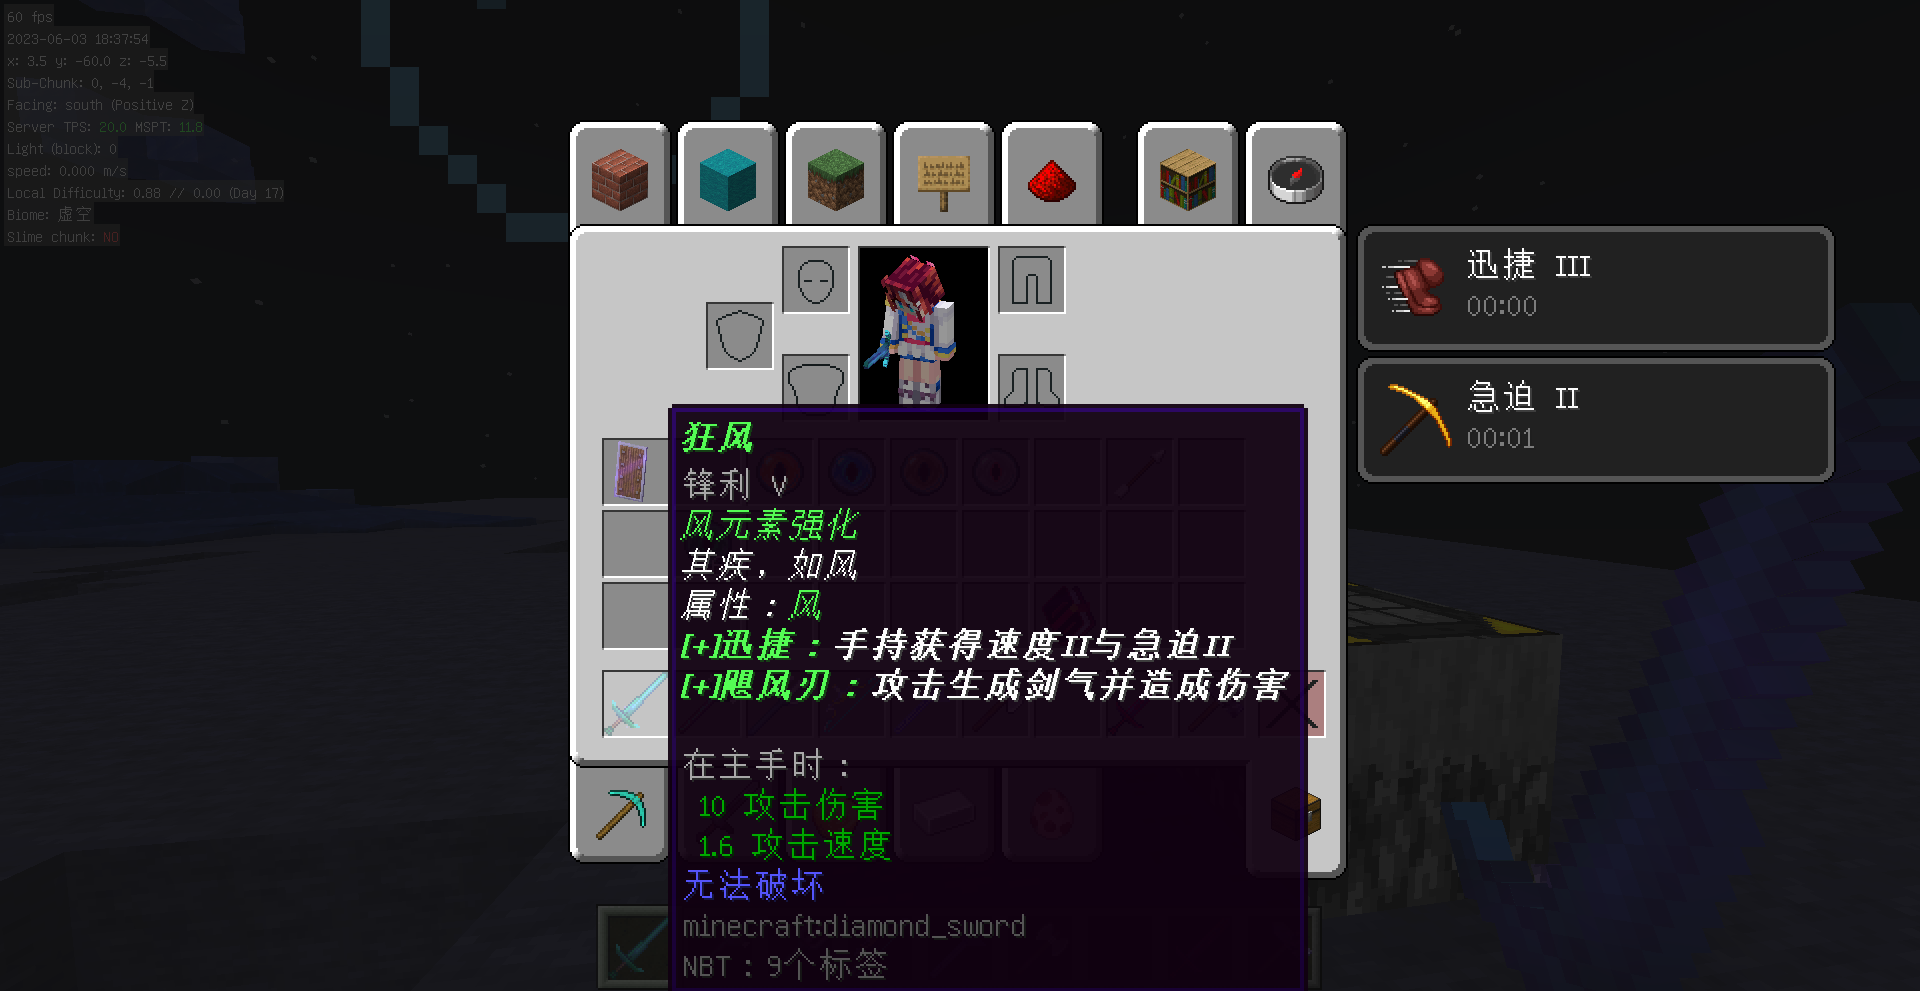 60 fps
2023-06-03 18:37:54
x: 3.5 y: -60.0 z: -5.5
Sub-Chunk: 0, -4, -1
Facing: south (Positive Z)
Server TPS: 20.0 MSPT: 11.8
Light (block): 0
speed: 0.000 m/s
Local Difficulty: 0.88 // 0.00 (Day 17)
Biome: 虚空
Slime chunk: NO
迅捷 III
00:00
急迫 II
00:01
狂风
锋利 V
风元素强化
其疾，如风
属性：风
[+]迅捷：手持获得速度II与急迫II
[+]飓风刃：攻击生成剑气并造成伤害
在主手时：
10 攻击伤害
1.6 攻击速度
无法破坏
minecraft:diamond_sword
NBT：9个标签